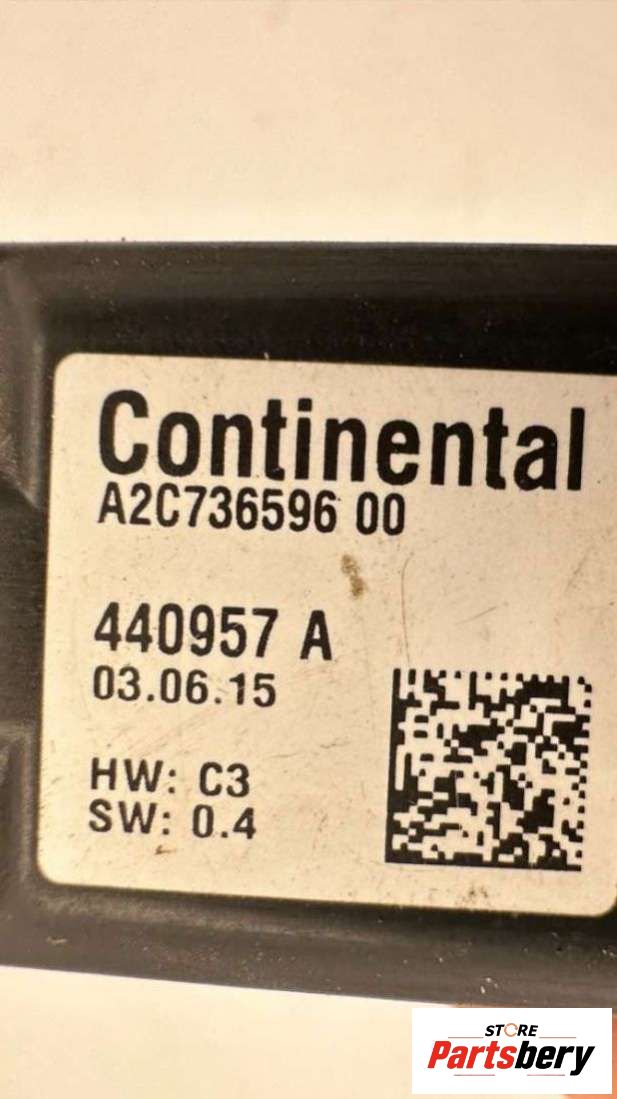 Continental
A2C736596 00
440957 A
03.06.15
HW: C3
SW: 0.4
STORE
Partsbery